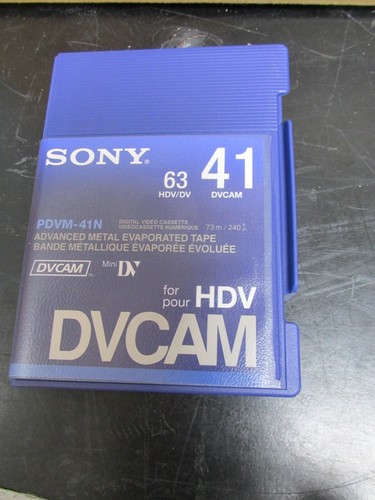 SONY®
63 41
HDV/DV DVCAM
PDVM-41N
DIGITAL VIDEO CASSETTE
VIDEOCASSETTE NUMÉRIQUE 73 m / 240
ADVANCED METAL EVAPORATED TAPE
BANDE MÉTALLIQUE ÉVAPORÉE ÉVOLUÉE
DVCAM Mini DV
for
pour HDV
DVCAM